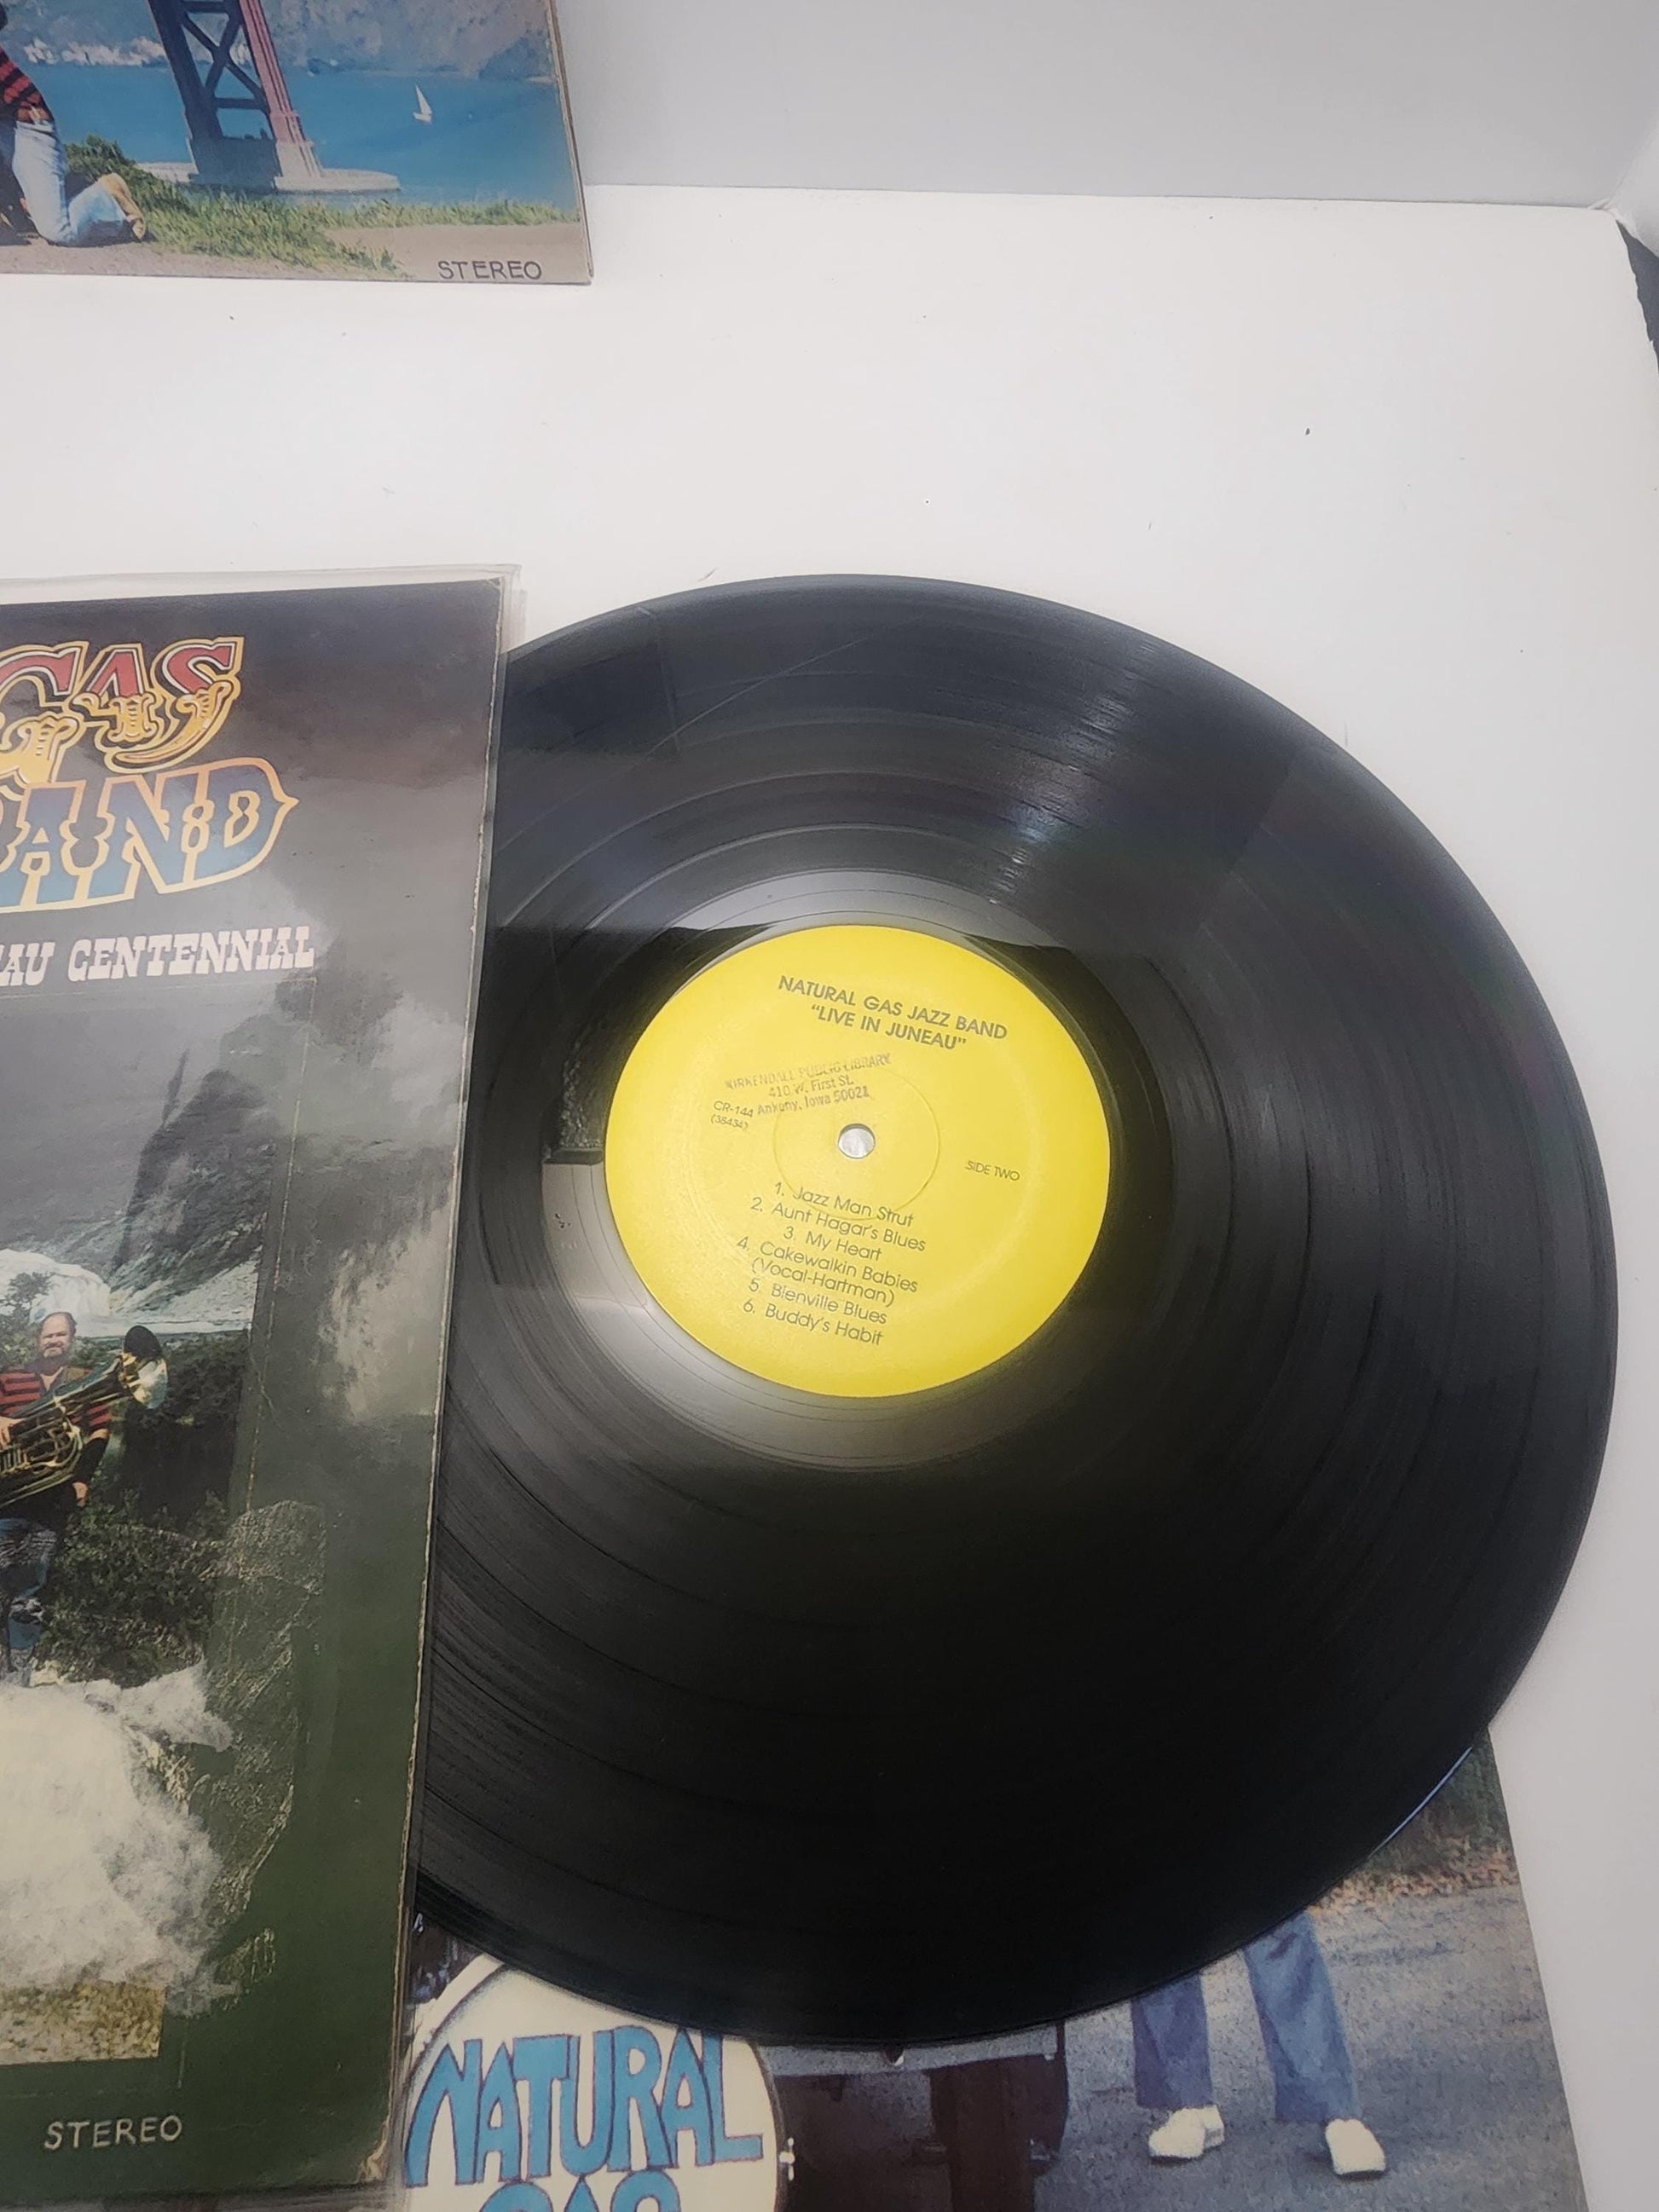 STEREO
GAS
BAND
AU CENTENNIAL
NATURAL GAS JAZZ BAND
"LIVE IN JUNEAU"
KIRKENDALL PUBLIC LIBRARY
410 W. First St.
Ankeny, Iowa 50021
CR-144
(38434)
SIDE TWO
1. Jazz Man Strut
2. Aunt Hagar's Blues
3. My Heart
4. Cakewalkin Babies
(Vocal-Hartman)
5. Bienville Blues
6. Buddy's Habit
STEREO
NATURAL
GAS